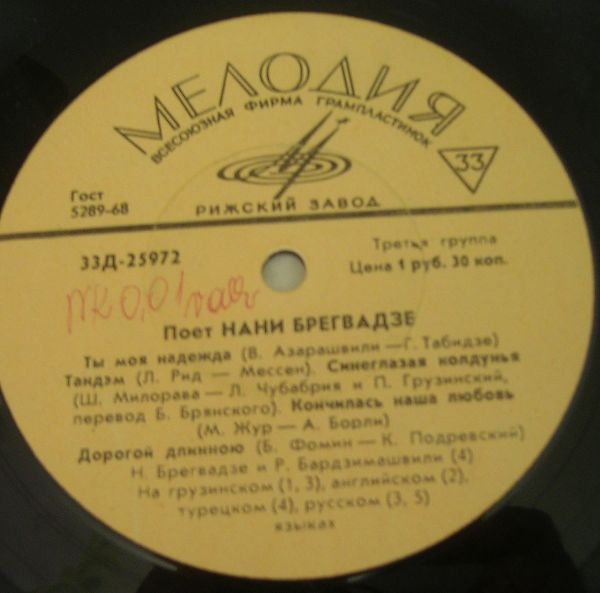 МЕЛОДИЯ
ВСЕСОЮЗНАЯ ФИРМА ГРАМПЛАСТИНОК
33
Гост
5289-68
РИЖСКИЙ ЗАВОД
33Д-25972
Третья группа
Цена 1 руб. 30 коп.
Поет НАНИ БРЕГВАДЗЕ
Ты моя надежда (В. Азарашвили — Г. Табидзе)
Тандэм (Л. Рид — Мессен). Синеглазая колдунья
(Ш. Милорава — Л. Чубабрия и П. Грузинский,
перевод Б. Брянского). Кончилась наша любовь
(М. Жур — А. Борли)
Дорогой длинною (Б. Фомин — К. Подревский)
Н. Брегвадзе и Р. Бардзимашвили (4)
На грузинском (1, 3), английском (2),
турецком (4), русском (3, 5)
языках